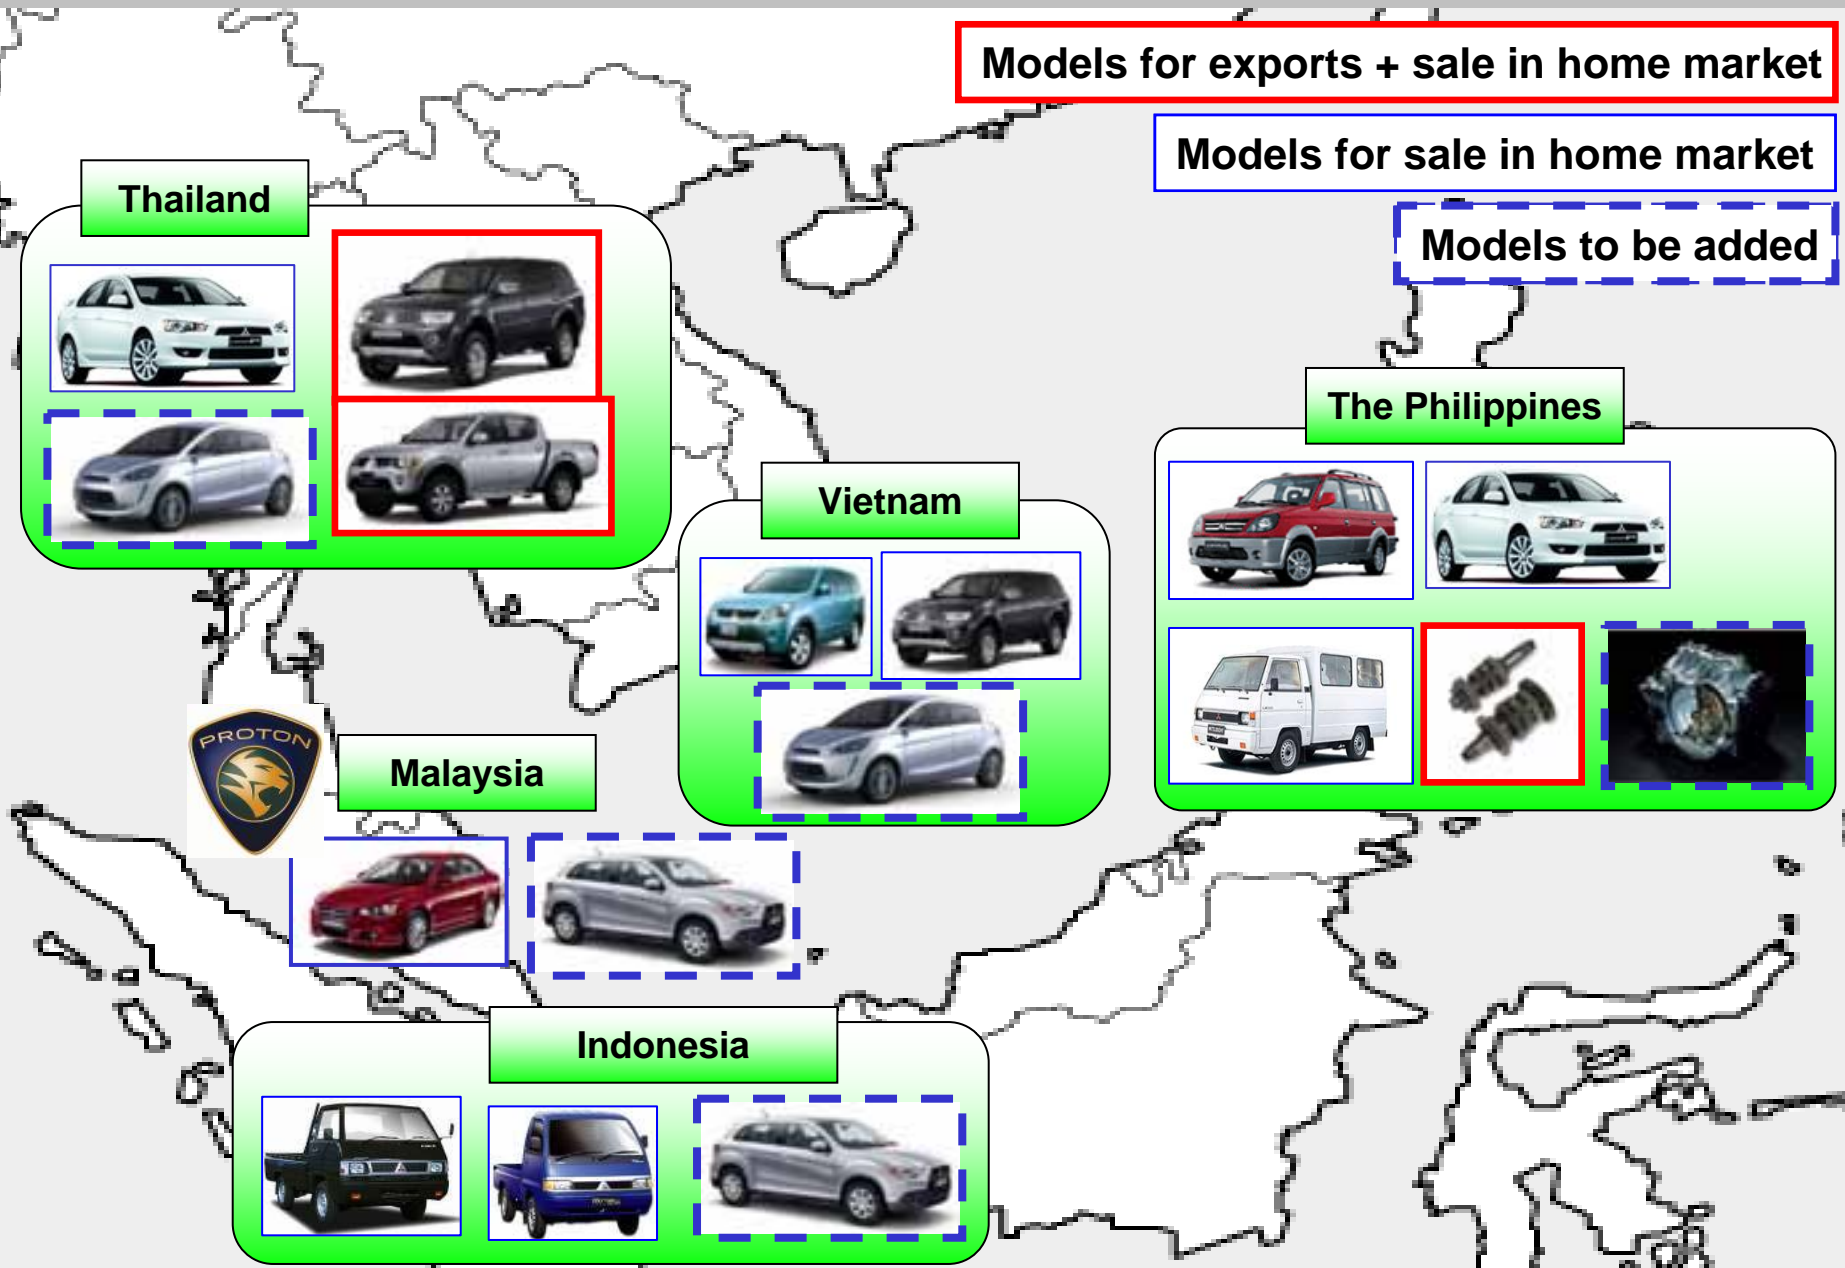 Models for exports + sale in home market
Models for sale in home market
Models to be added
Thailand
The Philippines
Vietnam
PROTON
Malaysia
Indonesia